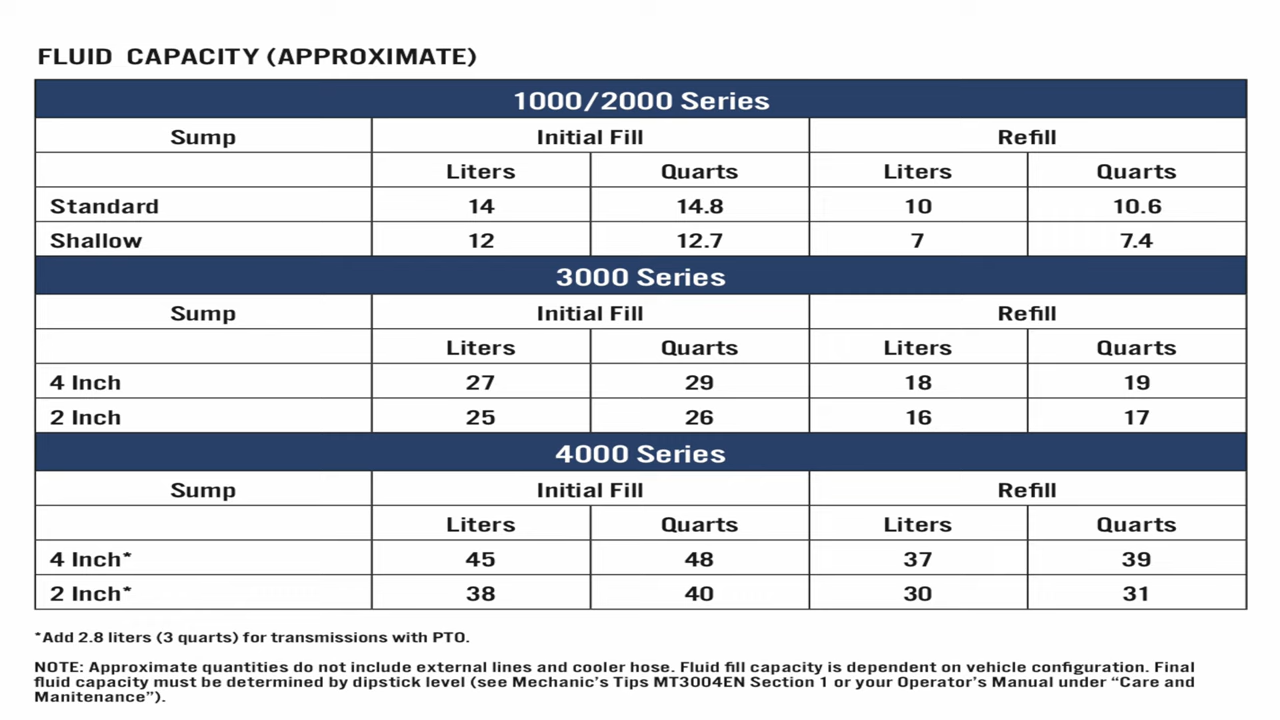 FLUID CAPACITY (APPROXIMATE)
1000/2000 Series
Sump Initial Fill Refill
Liters Quarts Liters Quarts
Standard 14 14.8 10 10.6
Shallow 12 12.7 7 7.4
3000 Series
Sump Initial Fill Refill
Liters Quarts Liters Quarts
4 Inch 27 29 18 19
2 Inch 25 26 16 17
4000 Series
Sump Initial Fill Refill
Liters Quarts Liters Quarts
4 Inch* 45 48 37 39
2 Inch* 38 40 30 31
*Add 2.8 liters (3 quarts) for transmissions with PTO.
NOTE: Approximate quantities do not include external lines and cooler hose. Fluid fill capacity is dependent on vehicle configuration. Final
fluid capacity must be determined by dipstick level (see Mechanic's Tips MT3004EN Section 1 or your Operator's Manual under “Care and
Manitenance”).